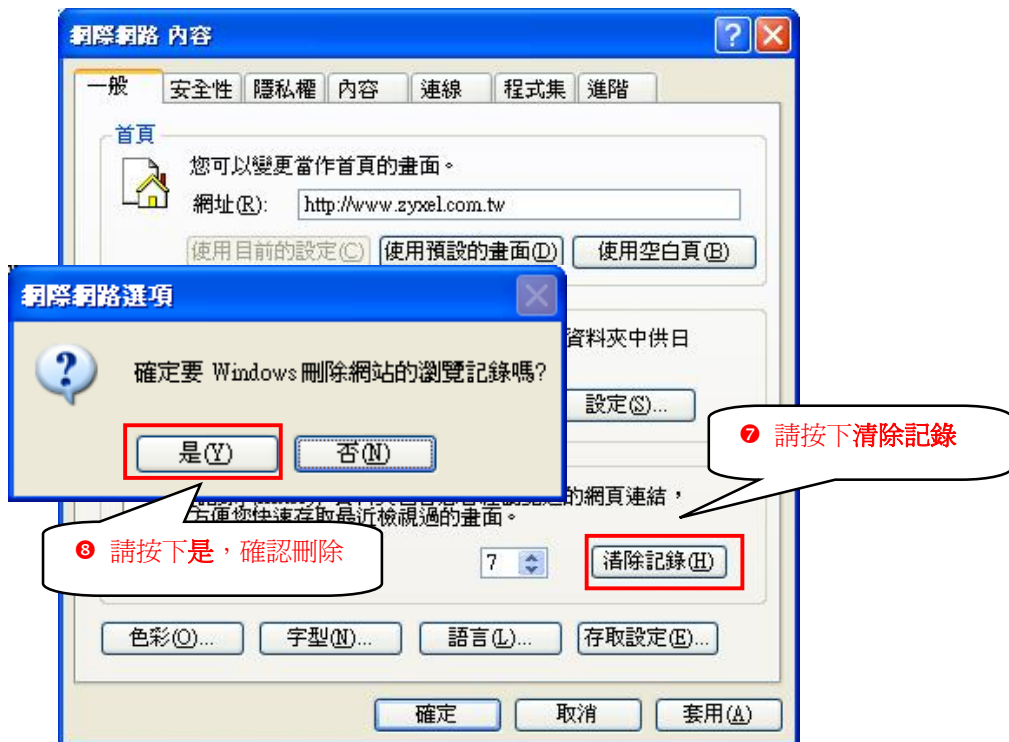 網際網路 內容
一般 安全性 隱私權 內容 連線 程式集 進階
首頁
您可以變更當作首頁的畫面。
網址(R): http://www.zyxel.com.tw
使用目前的設定(C) 使用預設的畫面(D) 使用空白頁(B)
網際網路選項
資料夾中供日
確定要 Windows 刪除網站的瀏覽記錄嗎?
設定(S)...
是(Y) 否(N)
❼ 請按下清除記錄
的網頁連結，
方便您快速存取最近檢視過的畫面。
❽ 請按下是，確認刪除
7 清除記錄(H)
色彩(O)... 字型(N)... 語言(L)... 存取設定(E)...
確定 取消 套用(A)